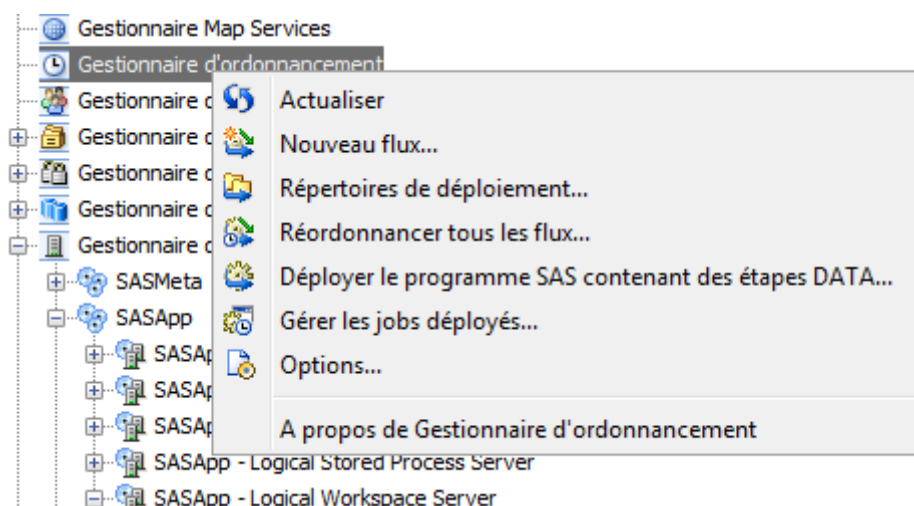 Gestionnaire Map Services
Gestionnaire d'ordonnancement
Gestionnaire d
Actualiser
Gestionnaire d
Nouveau flux...
Gestionnaire d
Répertoires de déploiement...
Gestionnaire d
Réordonnancer tous les flux...
Gestionnaire d
SASMeta
Déployer le programme SAS contenant des étapes DATA...
SASApp
Gérer les jobs déployés...
SASAp
Options...
SASAp
SASAp
A propos de Gestionnaire d'ordonnancement
SASApp - Logical Stored Process Server
SASApp - Logical Workspace Server